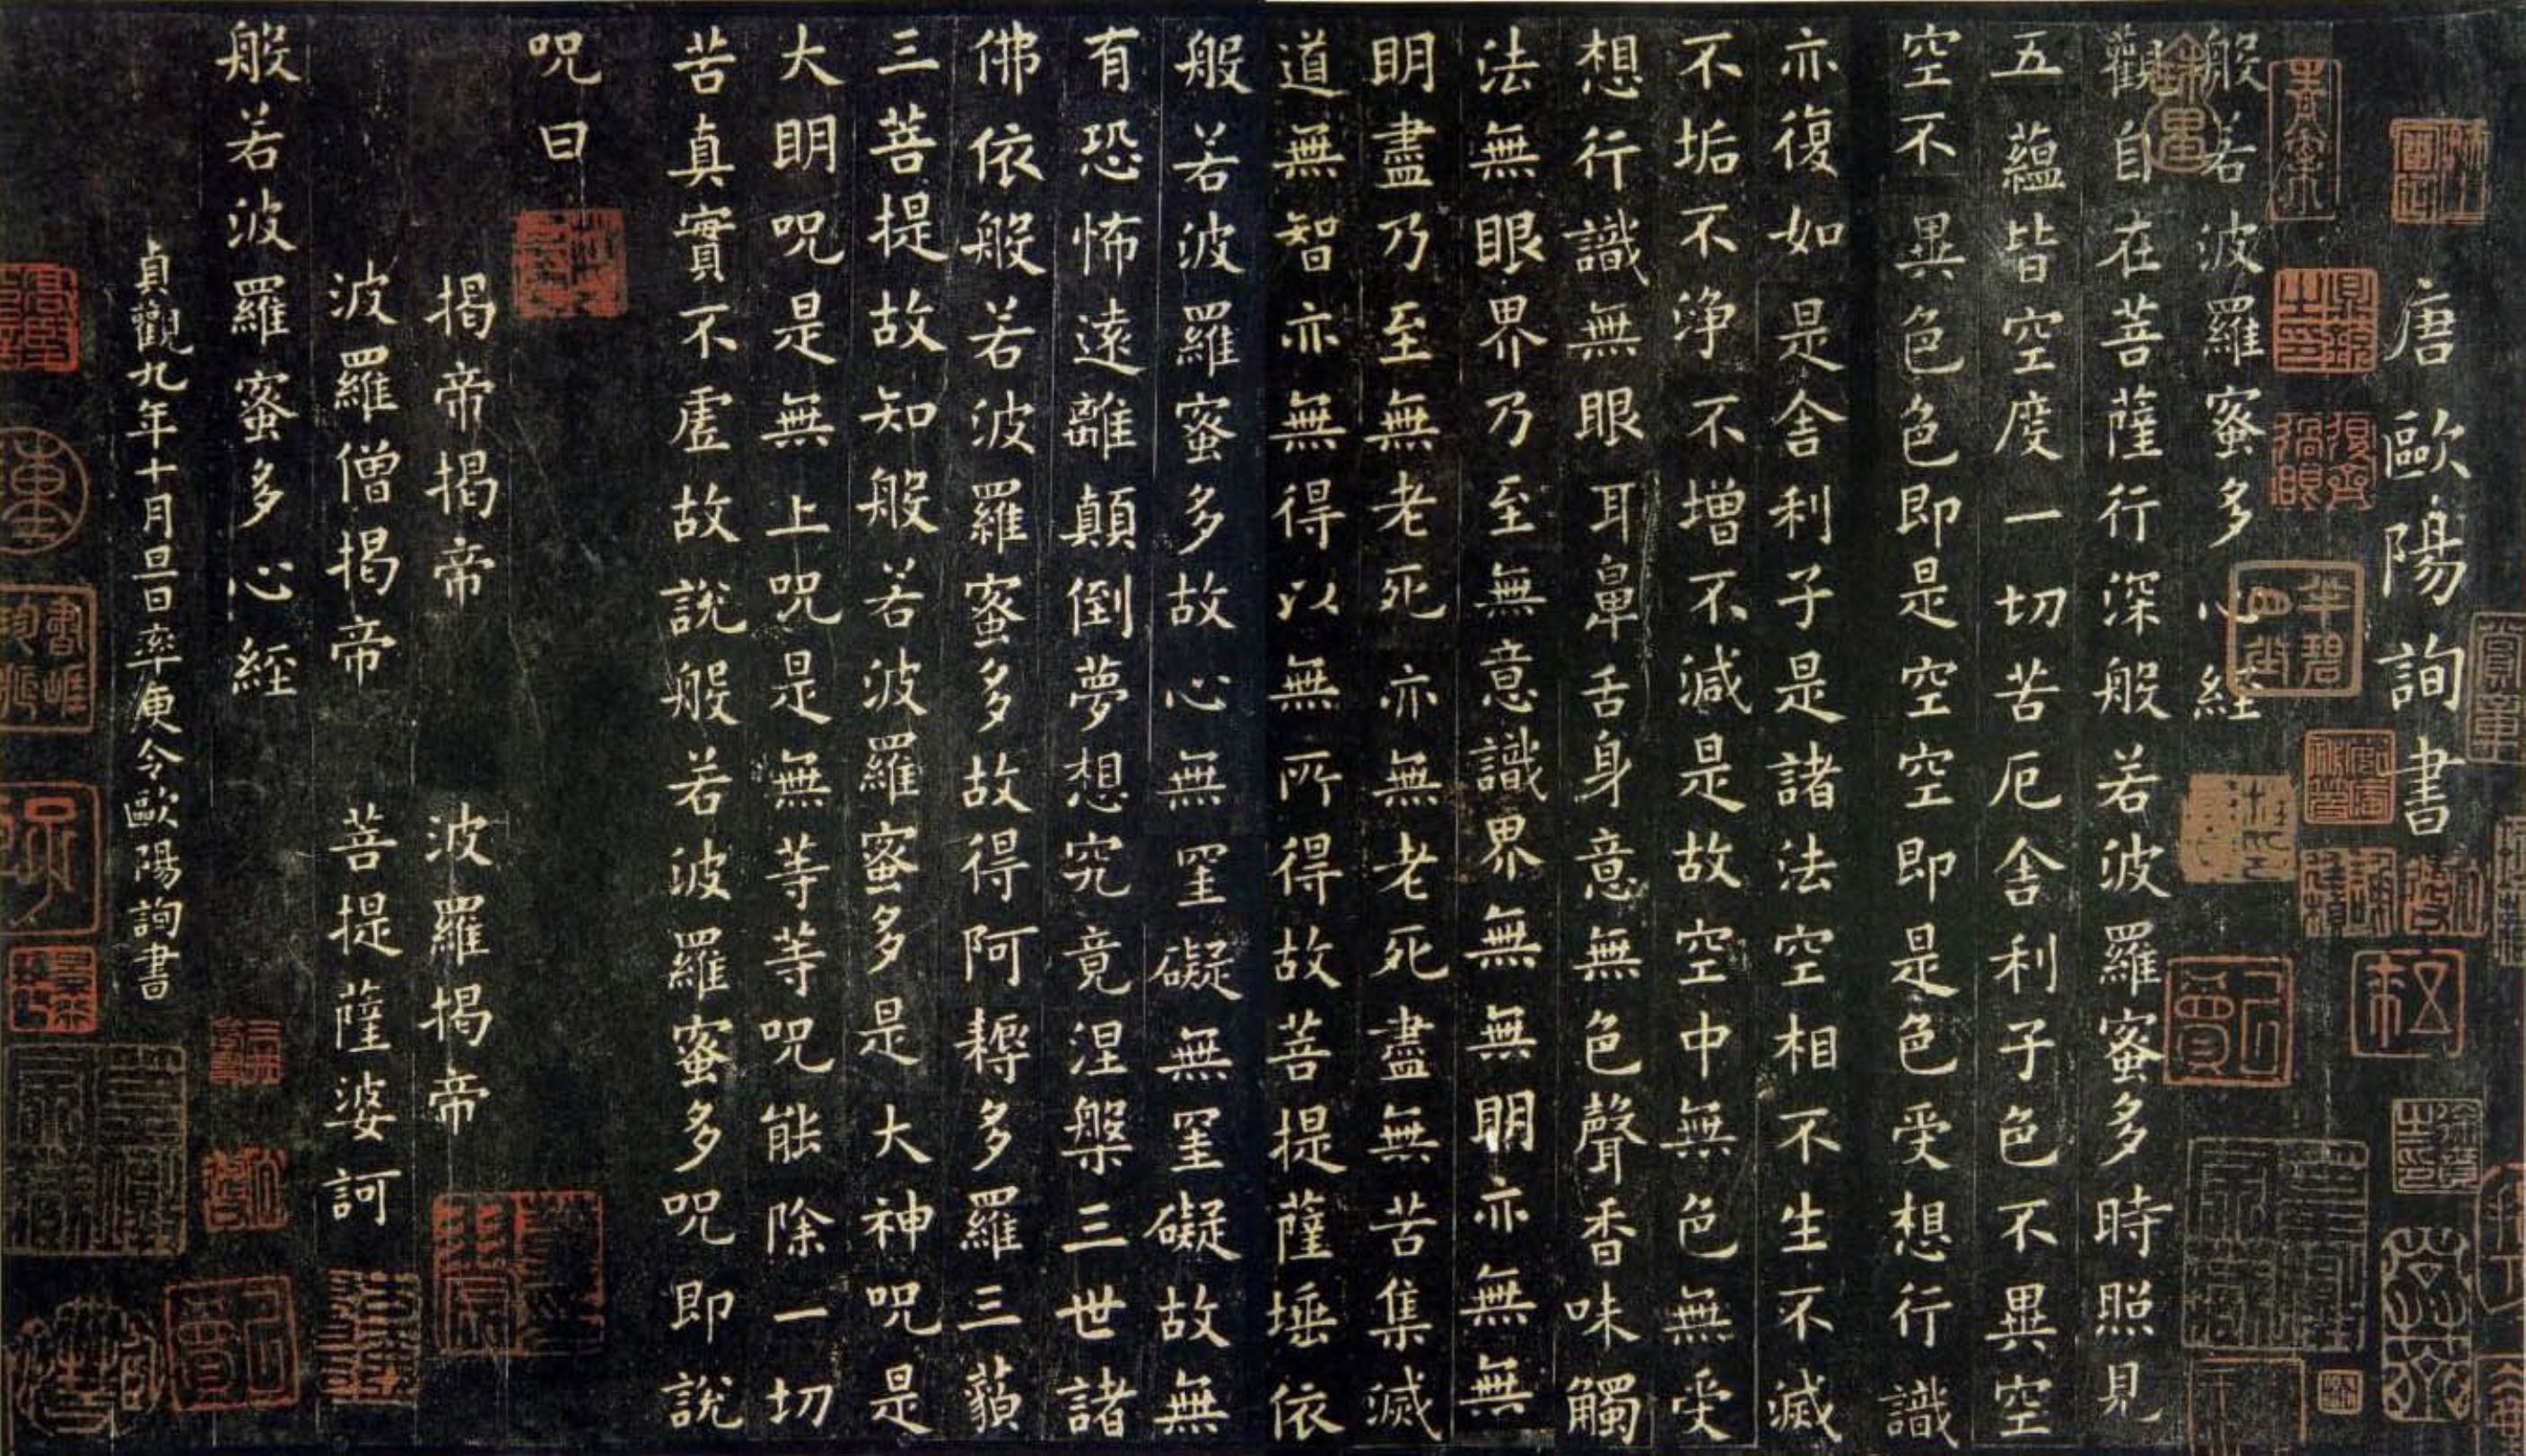 唐歐陽詢書
般若波羅蜜多心經
觀自在菩薩行深般若波羅蜜多時照見
五蘊皆空度一切苦厄舍利子色不異空
空不異色色即是空空即是色受想行識
亦復如是舍利子是諸法空相不生不滅
不垢不淨不增不減是故空中無色無受
想行識無眼耳鼻舌身意無色聲香味觸
法無眼界乃至無意識界無無明亦無無
明盡乃至無老死亦無老死盡無苦集滅
道無智亦無得以無所得故菩提薩埵依
般若波羅蜜多故心無罣礙無罣礙故無
有恐怖遠離顛倒夢想究竟涅槃三世諸
佛依般若波羅蜜多故得阿耨多羅三藐
三菩提故知般若波羅蜜多是大神呪是
大明呪是無上呪是無等等呪能除一切
苦真實不虛故說般若波羅蜜多呪即說
呪曰
揭帝揭帝 波羅揭帝
波羅僧揭帝 菩提薩婆訶
般若波羅蜜多心經
貞觀九年十月旦日率更令歐陽詢書